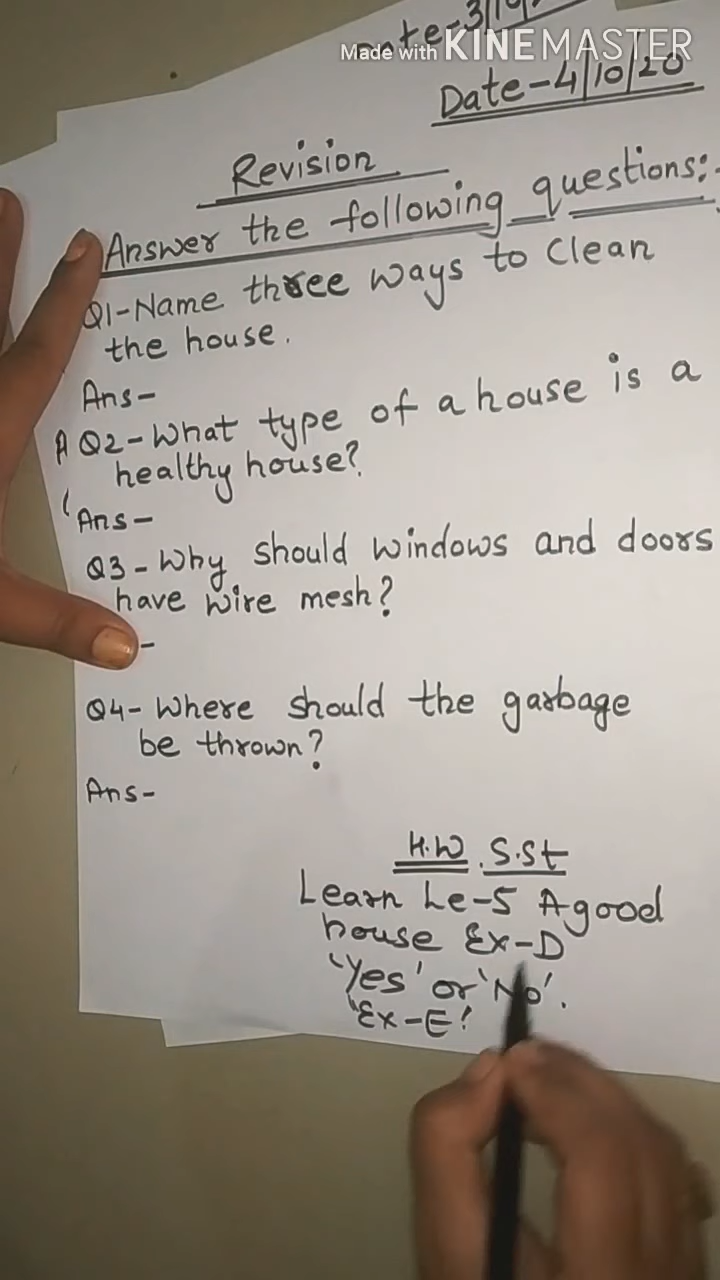 Date-3/10/
Made with KINEMASTER
Date-4/10/20
Revision
Answer the following questions:-
Q1-Name three ways to clean
the house.
Ans-
Q2-What type of a house is a
healthy house?
Ans-
Q3-Why should windows and doors
have wire mesh?
-
Q4-Where should the garbage
be thrown?
Ans-
H.W. S.St
Learn Le-5 A good
house Ex-D
'Yes' or 'No'.
'Ex-E'